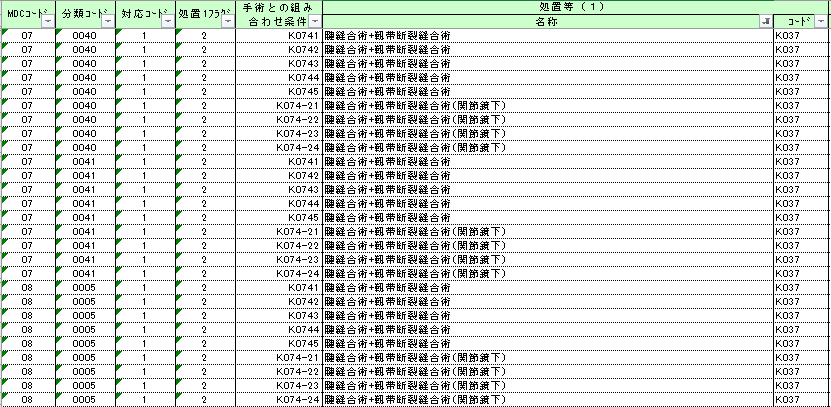 MDCｺｰﾄﾞ 分類ｺｰﾄﾞ 対応ｺｰﾄﾞ 処置1ﾌﾗｸﾞ 手術との組み合わせ条件 処置等（１）
名称 ｺｰﾄﾞ
07 0040 1 2 K0741 腱縫合術+靱帯断裂縫合術 K037
07 0040 1 2 K0742 腱縫合術+靱帯断裂縫合術 K037
07 0040 1 2 K0743 腱縫合術+靱帯断裂縫合術 K037
07 0040 1 2 K0744 腱縫合術+靱帯断裂縫合術 K037
07 0040 1 2 K0745 腱縫合術+靱帯断裂縫合術 K037
07 0040 1 2 K074-21 腱縫合術+靱帯断裂縫合術(関節鏡下) K037
07 0040 1 2 K074-22 腱縫合術+靱帯断裂縫合術(関節鏡下) K037
07 0040 1 2 K074-23 腱縫合術+靱帯断裂縫合術(関節鏡下) K037
07 0040 1 2 K074-24 腱縫合術+靱帯断裂縫合術(関節鏡下) K037
07 0041 1 2 K0741 腱縫合術+靱帯断裂縫合術 K037
07 0041 1 2 K0742 腱縫合術+靱帯断裂縫合術 K037
07 0041 1 2 K0743 腱縫合術+靱帯断裂縫合術 K037
07 0041 1 2 K0744 腱縫合術+靱帯断裂縫合術 K037
07 0041 1 2 K0745 腱縫合術+靱帯断裂縫合術 K037
07 0041 1 2 K074-21 腱縫合術+靱帯断裂縫合術(関節鏡下) K037
07 0041 1 2 K074-22 腱縫合術+靱帯断裂縫合術(関節鏡下) K037
07 0041 1 2 K074-23 腱縫合術+靱帯断裂縫合術(関節鏡下) K037
07 0041 1 2 K074-24 腱縫合術+靱帯断裂縫合術(関節鏡下) K037
08 0005 1 2 K0741 腱縫合術+靱帯断裂縫合術 K037
08 0005 1 2 K0742 腱縫合術+靱帯断裂縫合術 K037
08 0005 1 2 K0743 腱縫合術+靱帯断裂縫合術 K037
08 0005 1 2 K0744 腱縫合術+靱帯断裂縫合術 K037
08 0005 1 2 K0745 腱縫合術+靱帯断裂縫合術 K037
08 0005 1 2 K074-21 腱縫合術+靱帯断裂縫合術(関節鏡下) K037
08 0005 1 2 K074-22 腱縫合術+靱帯断裂縫合術(関節鏡下) K037
08 0005 1 2 K074-23 腱縫合術+靱帯断裂縫合術(関節鏡下) K037
08 0005 1 2 K074-24 腱縫合術+靱帯断裂縫合術(関節鏡下) K037